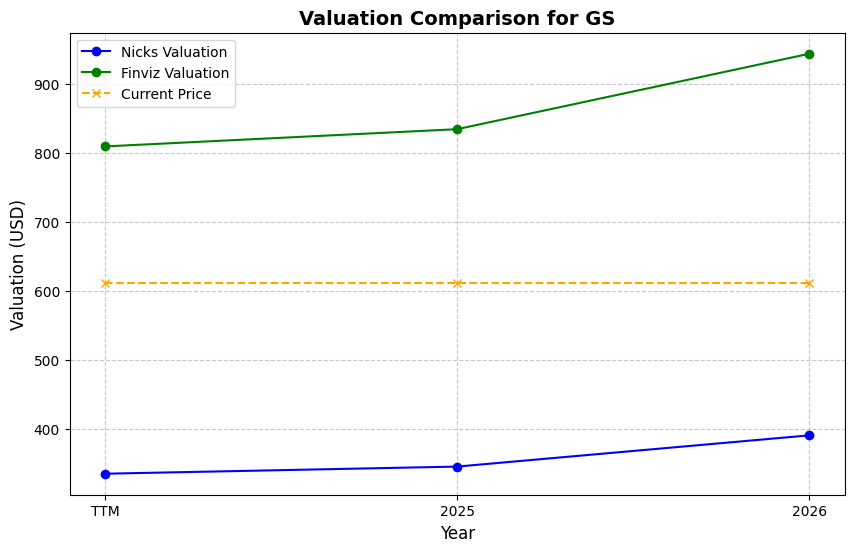 Valuation Comparison for GS
Nicks Valuation
Finviz Valuation
Current Price
900
800
700
600
500
400
Valuation (USD)
TTM
2025
2026
Year